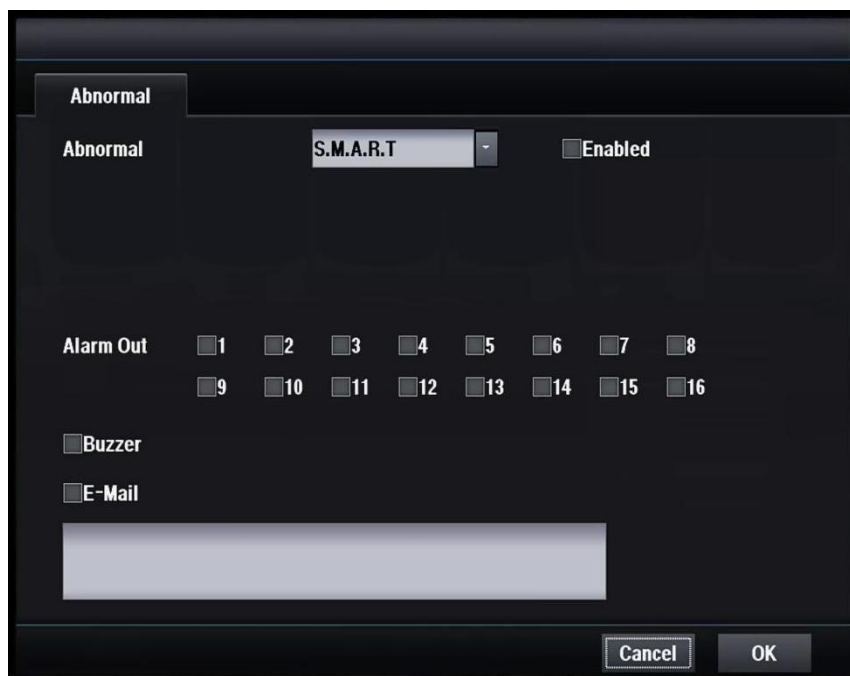 Abnormal
Abnormal S.M.A.R.T Enabled
Alarm Out 1 2 3 4 5 6 7 8
9 10 11 12 13 14 15 16
Buzzer
E-Mail
Cancel OK